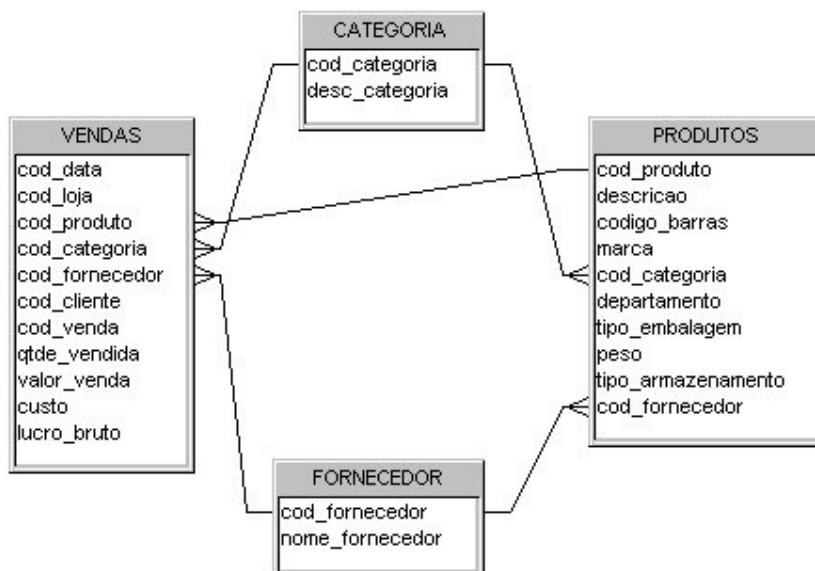 CATEGORIA
cod_categoria
desc_categoria
VENDAS
cod_data
cod_loja
cod_produto
cod_categoria
cod_fornecedor
cod_cliente
cod_venda
qtde_vendida
valor_venda
custo
lucro_bruto
PRODUTOS
cod_produto
descricao
codigo_barras
marca
cod_categoria
departamento
tipo_embalagem
peso
tipo_armazenamento
cod_fornecedor
FORNECEDOR
cod_fornecedor
nome_fornecedor